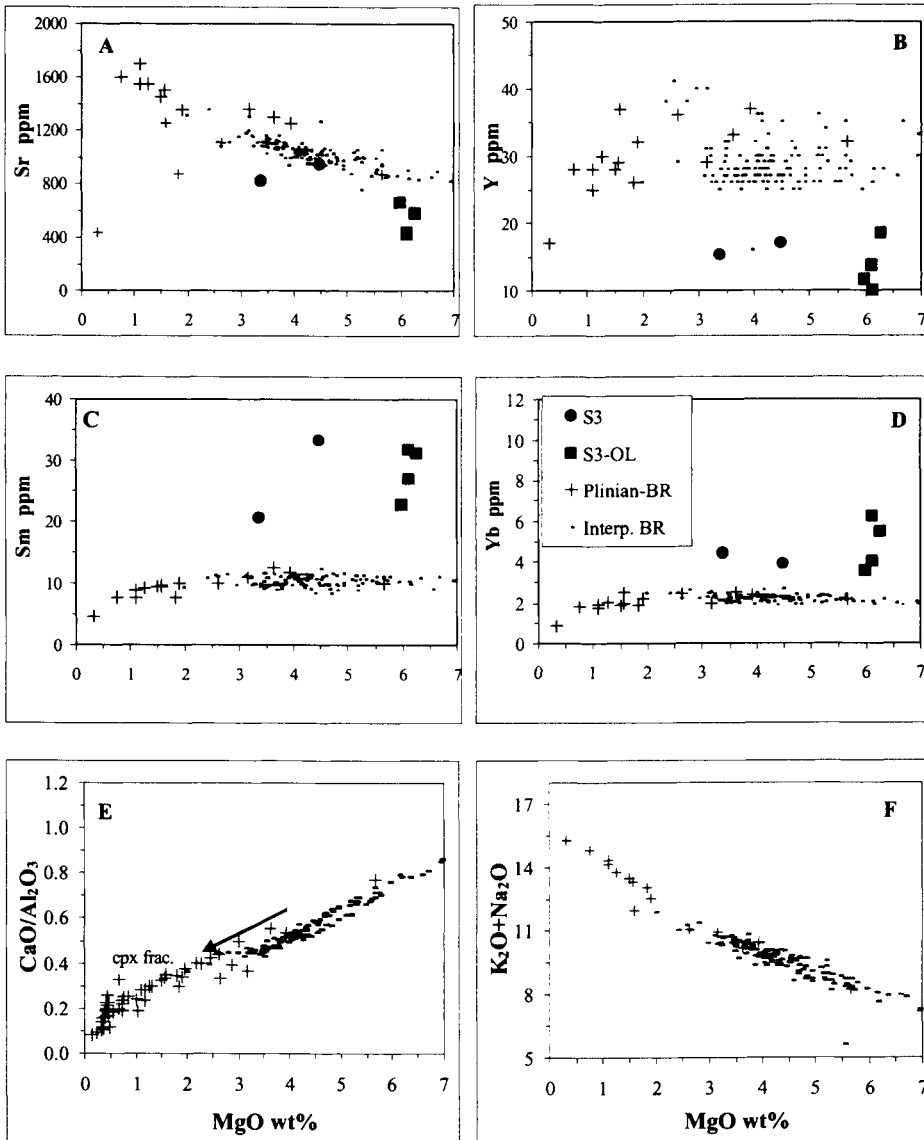 A
Sr ppm
2000
1600
1200
800
400
0
0 1 2 3 4 5 6 7
B
Y ppm
50
40
30
20
10
0 1 2 3 4 5 6 7
C
Sm ppm
40
30
20
10
0
0 1 2 3 4 5 6 7
D
Yb ppm
12
10
8
6
4
2
0
0 1 2 3 4 5 6 7
S3
S3-OL
Plinian-BR
Interp. BR
E
CaO/Al₂O₃
1.2
1.0
0.8
0.6
0.4
0.2
0.0
cpx frac.
0 1 2 3 4 5 6 7
MgO wt%
F
K₂O+Na₂O
17
14
11
8
5
0 1 2 3 4 5 6 7
MgO wt%